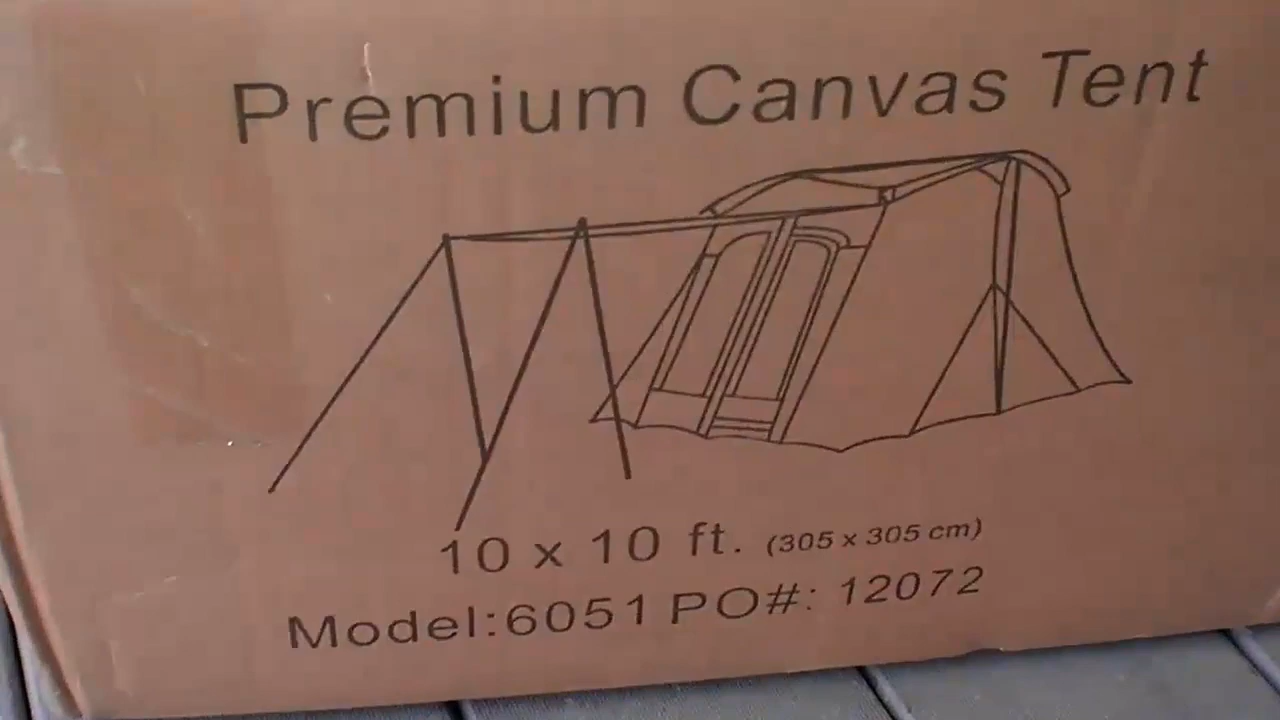 Premium Canvas Tent
10 x 10 ft. (305 x 305 cm)
Model:6051 PO#: 12072